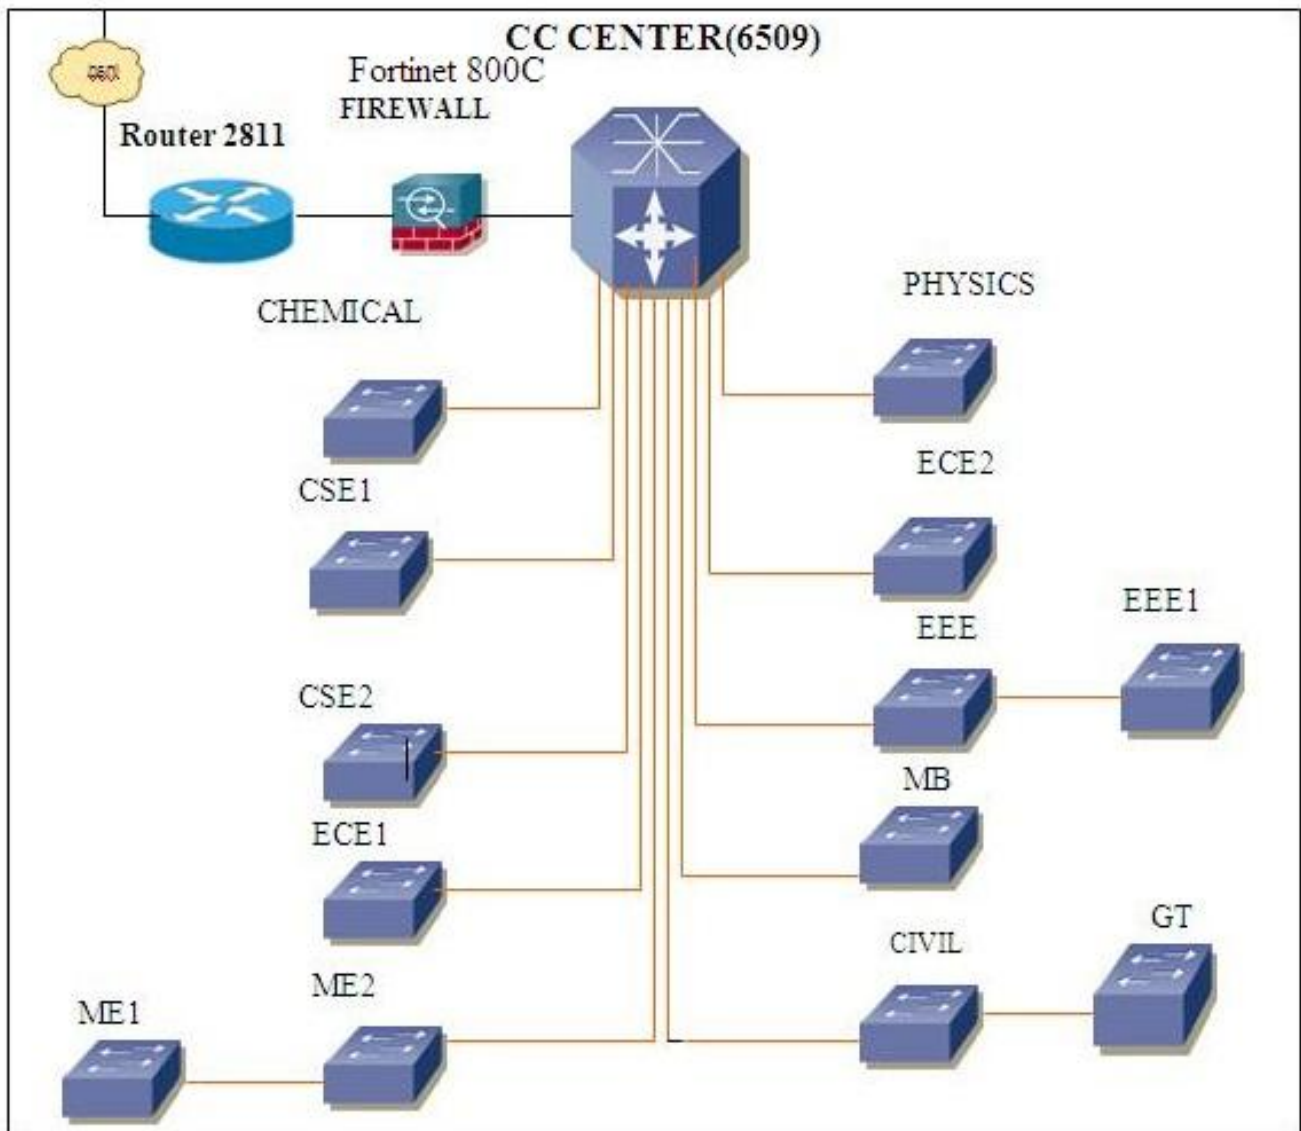 CC CENTER(6509)
Fortinet 800C
FIREWALL
Router 2811
PHYSICS
CHEMICAL
ECE2
CSE1
EEE1
EEE
CSE2
MB
ECE1
GT
CIVIL
ME2
ME1